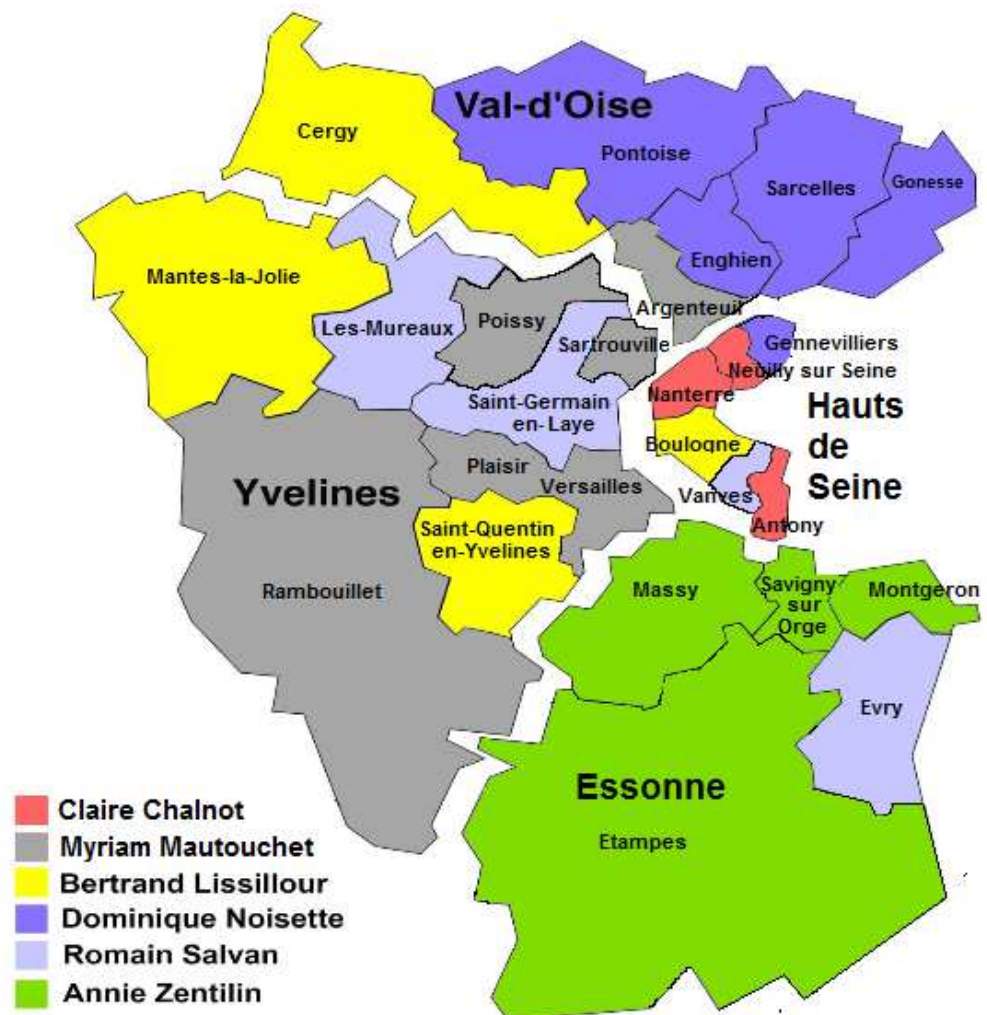 Val-d'Oise
Cergy
Pontoise
Sarcelles
Gonesse
Enghien
Mantes-la-Jolie
Argenteuil
Les-Mureaux
Poissy
Sartrouville
Gennevilliers
Neuilly sur Seine
Nanterre
Hauts
de
Seine
Saint-Germain
en-Laye
Boulogne
Plaisir
Versailles
Vanves
Yvelines
Antony
Saint-Quentin
en-Yvelines
Rambouillet
Massy
Savigny
sur
Orge
Montgeron
Evry
Essonne
Etampes
Claire Chalnot
Myriam Mautouchet
Bertrand Lissillour
Dominique Noisette
Romain Salvan
Annie Zentilin